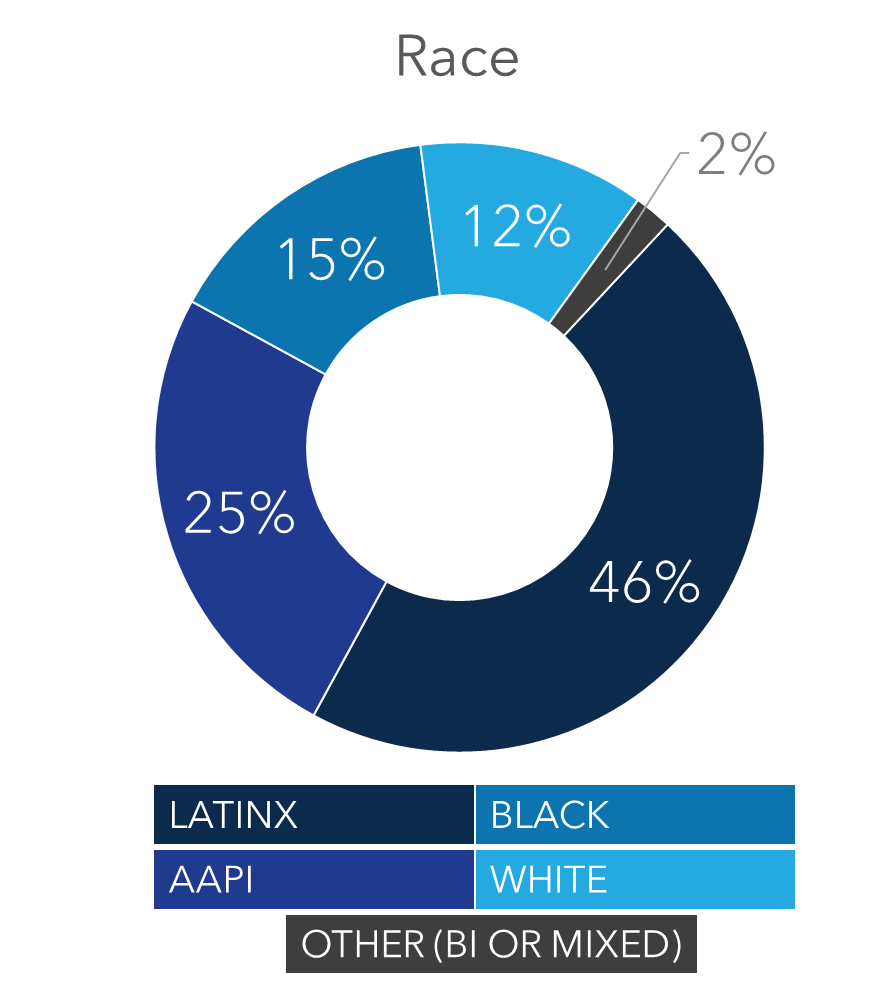 Race
2%
12%
15%
25%
46%
LATINX
BLACK
AAPI
WHITE
OTHER (BI OR MIXED)